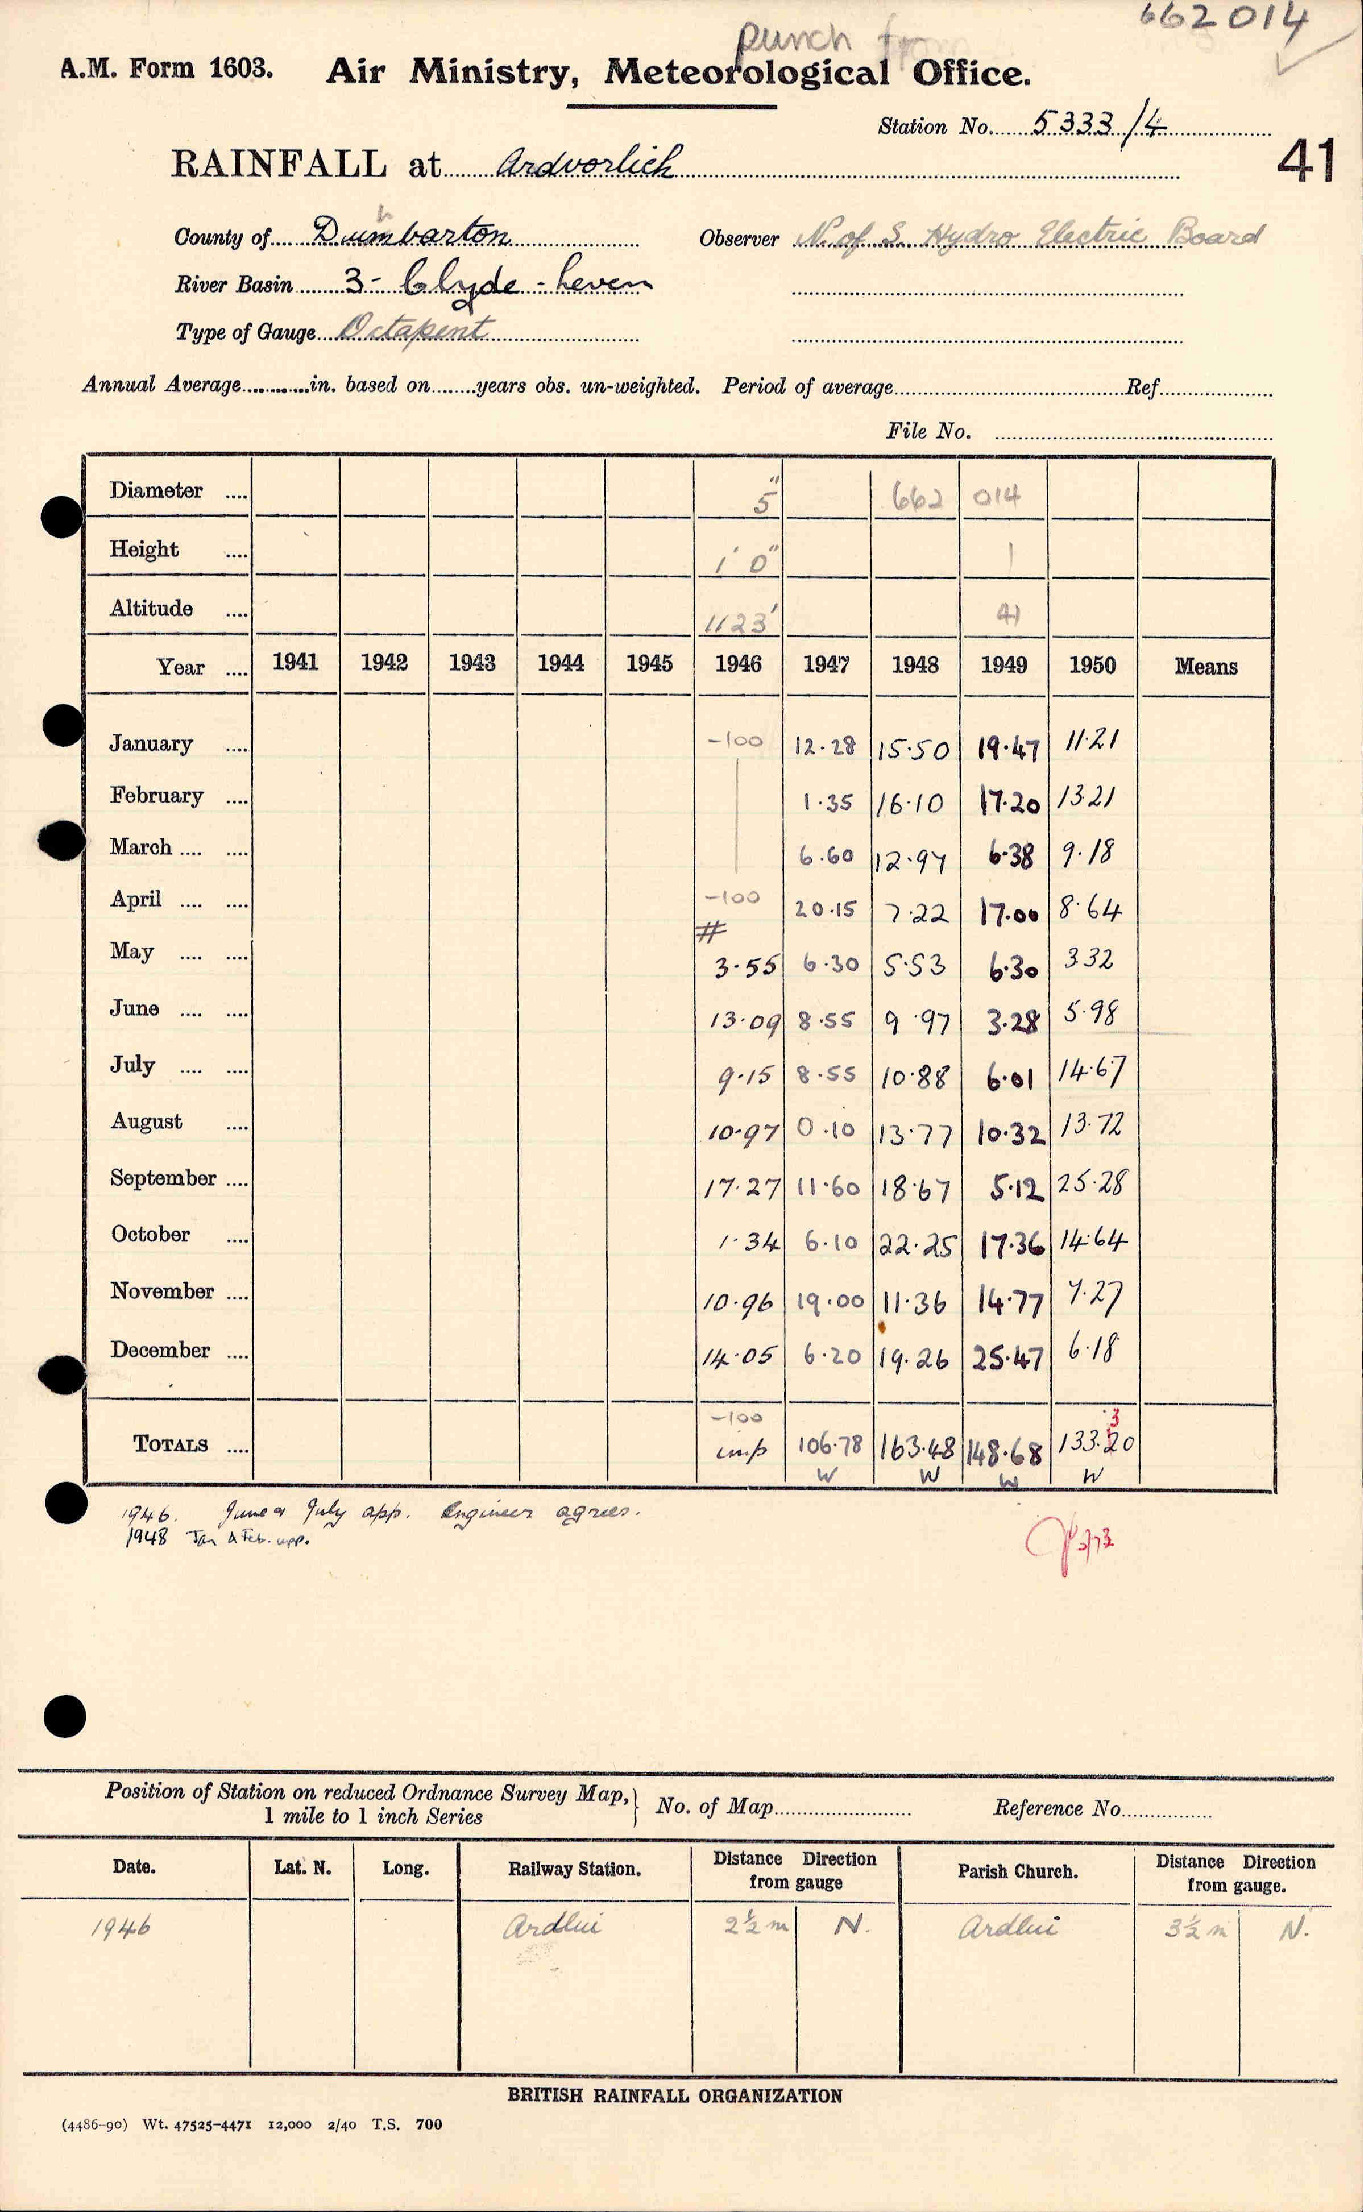 662014
punch from
A.M. Form 1603. Air Ministry, Meteorological Office.
Station No. 5333/4
41
RAINFALL at Ardvorlich
County of Dumbarton Observer N. of S. Hydro Electric Board
n
River Basin 3 - Clyde - Leven
Type of Gauge Octapent
Annual Average in. based on years obs. un-weighted. Period of average Ref.
File No.
Diameter 5" 662 014
Height 1' 0" 1
Altitude 1123' 41
Year 1941 1942 1943 1944 1945 1946 1947 1948 1949 1950 Means
January -100 12.28 15.50 19.47 11.21
February 1.35 16.10 17.20 13.21
March 6.60 12.97 6.38 9.18
April -100 20.15 7.22 17.00 8.64
#
May 3.55 6.30 5.53 6.30 3.32
June 13.09 8.55 9.97 3.28 5.98
July 9.15 8.55 10.88 6.01 14.67
August 10.97 0.10 13.77 10.32 13.72
September 17.27 11.60 18.67 5.12 25.28
October 1.34 6.10 22.25 17.36 14.64
November 10.96 19.00 11.36 14.77 7.27
December 14.05 6.20 19.26 25.47 6.18
-100 3
TOTALS imp 106.78 163.48 148.68 133.20
W W W W
1946. June & July app. Engineer agrees.
1948 Jan & Feb. app.
2/73
Position of Station on reduced Ordnance Survey Map, 1 mile to 1 inch Series No. of Map Reference No.
Date. Lat. N. Long. Railway Station. Distance Direction from gauge Parish Church. Distance Direction from gauge.
1946 Ardlui 2½ m N. Ardlui 3½ m N.
BRITISH RAINFALL ORGANIZATION
(4486-90) Wt. 47525-4471 12,000 2/40 T.S. 700